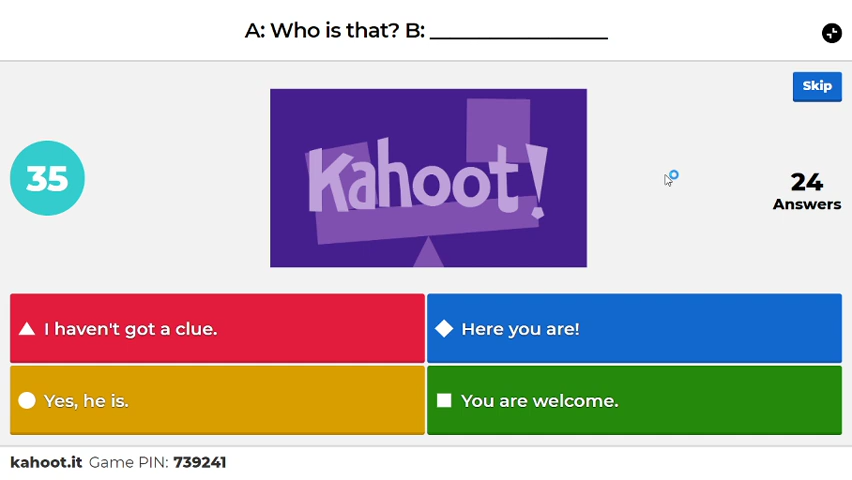 A: Who is that? B: _______________
Skip
35
Kahoot!
24
Answers
I haven't got a clue.
Here you are!
Yes, he is.
You are welcome.
kahoot.it Game PIN: 739241